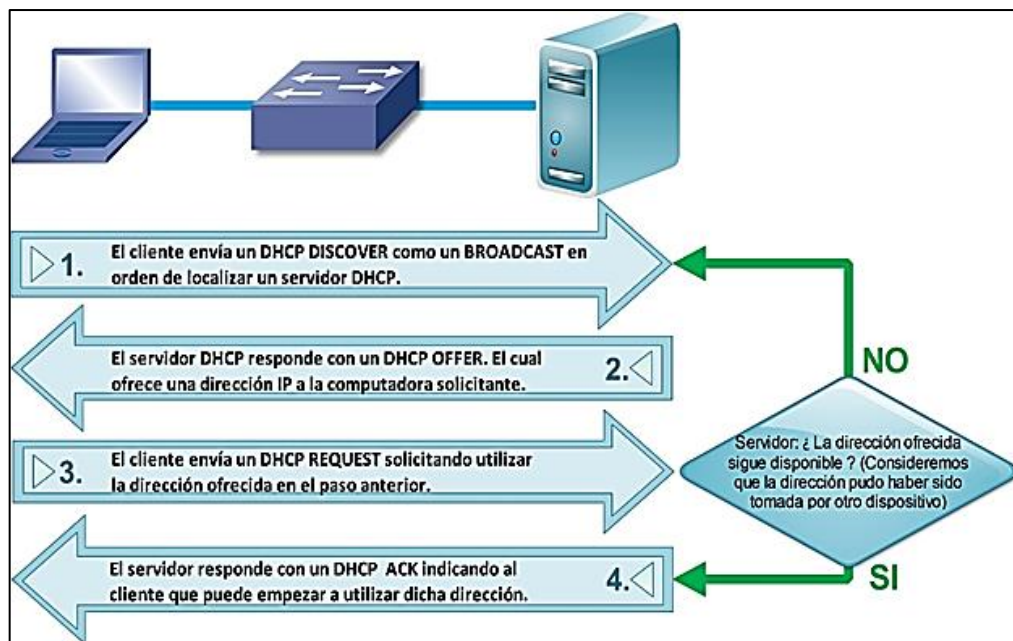 1. El cliente envía un DHCP DISCOVER como un BROADCAST en
orden de localizar un servidor DHCP.
El servidor DHCP responde con un DHCP OFFER. El cual
ofrece una dirección IP a la computadora solicitante.
2.
NO
3. El cliente envía un DHCP REQUEST solicitando utilizar
la dirección ofrecida en el paso anterior.
Servidor: ¿ La dirección ofrecida
sigue disponible ? (Consideremos
que la dirección pudo haber sido
tomada por otro dispositivo)
El servidor responde con un DHCP ACK indicando al
cliente que puede empezar a utilizar dicha dirección.
4.
SI